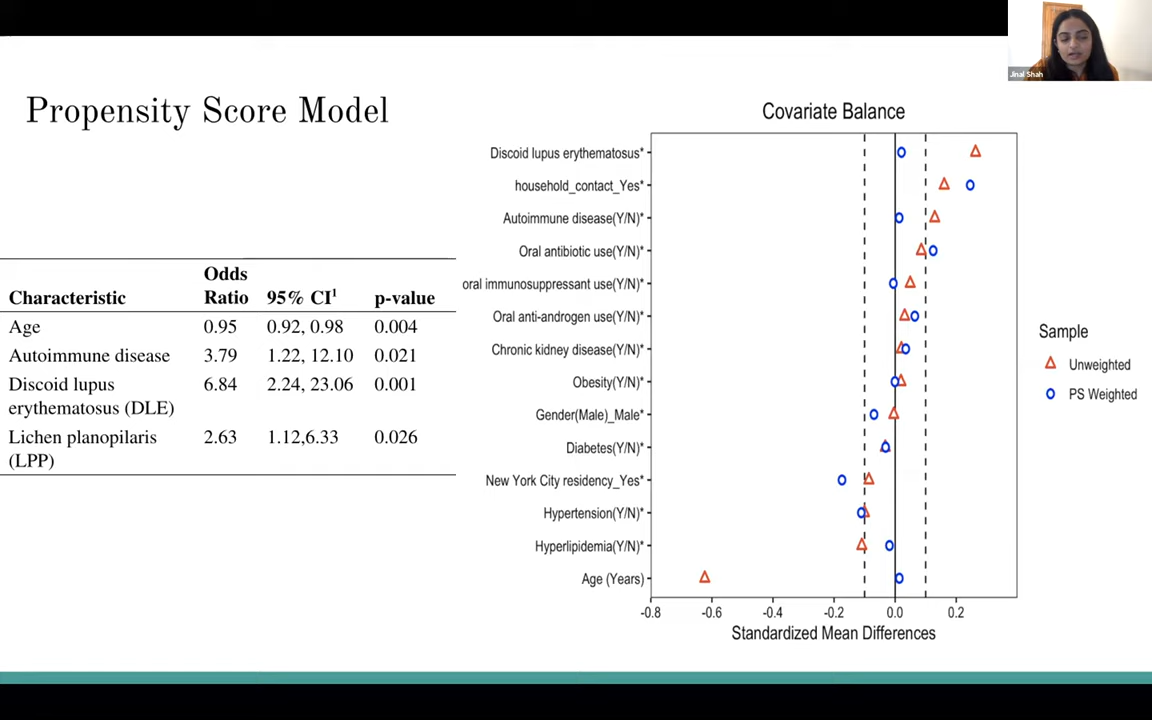 Jinal Shah
Propensity Score Model
Characteristic Odds Ratio 95% CI1 p-value
Age 0.95 0.92, 0.98 0.004
Autoimmune disease 3.79 1.22, 12.10 0.021
Discoid lupus erythematosus (DLE) 6.84 2.24, 23.06 0.001
Lichen planopilaris (LPP) 2.63 1.12,6.33 0.026
Covariate Balance
Discoid lupus erythematosus*
household_contact_Yes*
Autoimmune disease(Y/N)*
Oral antibiotic use(Y/N)*
oral immunosuppressant use(Y/N)*
Oral anti-androgen use(Y/N)*
Chronic kidney disease(Y/N)*
Obesity(Y/N)*
Gender(Male)_Male*
Diabetes(Y/N)*
New York City residency_Yes*
Hypertension(Y/N)*
Hyperlipidemia(Y/N)*
Age (Years)
-0.8 -0.6 -0.4 -0.2 0.0 0.2
Standardized Mean Differences
Sample
Unweighted
PS Weighted